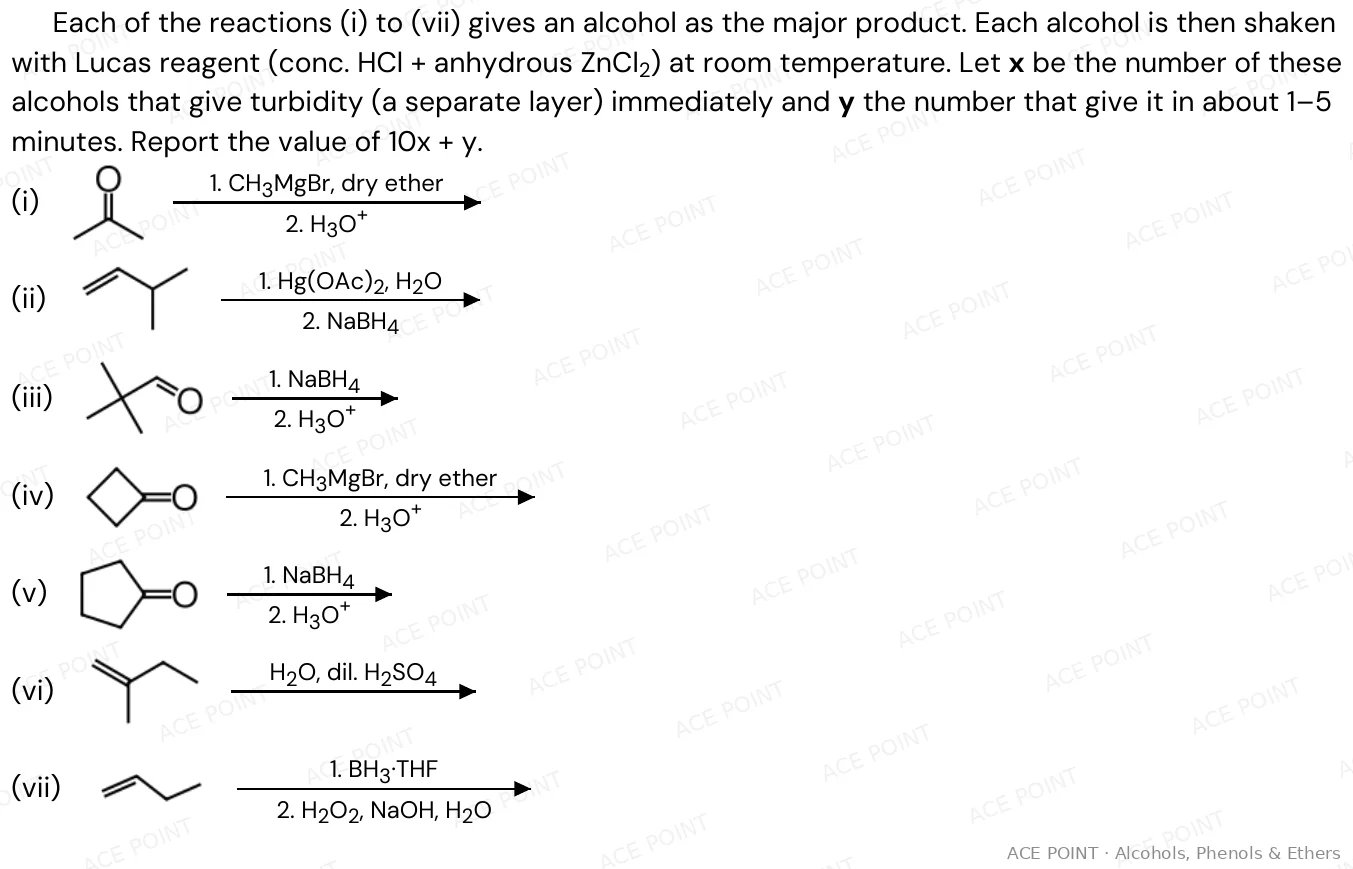 Each of the reactions (i) to (vii) gives an alcohol as the major product. Each alcohol is then shaken
with Lucas reagent (conc. HCl + anhydrous ZnCl₂) at room temperature. Let x be the number of these
alcohols that give turbidity (a separate layer) immediately and y the number that give it in about 1–5
minutes. Report the value of 10x + y.
(i) O 1. CH₃MgBr, dry ether
2. H₃O⁺
(ii) 1. Hg(OAc)₂, H₂O
2. NaBH₄
(iii) O 1. NaBH₄
2. H₃O⁺
(iv) O 1. CH₃MgBr, dry ether
2. H₃O⁺
(v) O 1. NaBH₄
2. H₃O⁺
(vi) H₂O, dil. H₂SO₄
(vii) 1. BH₃·THF
2. H₂O₂, NaOH, H₂O
ACE POINT · Alcohols, Phenols & Ethers
ACE POINT